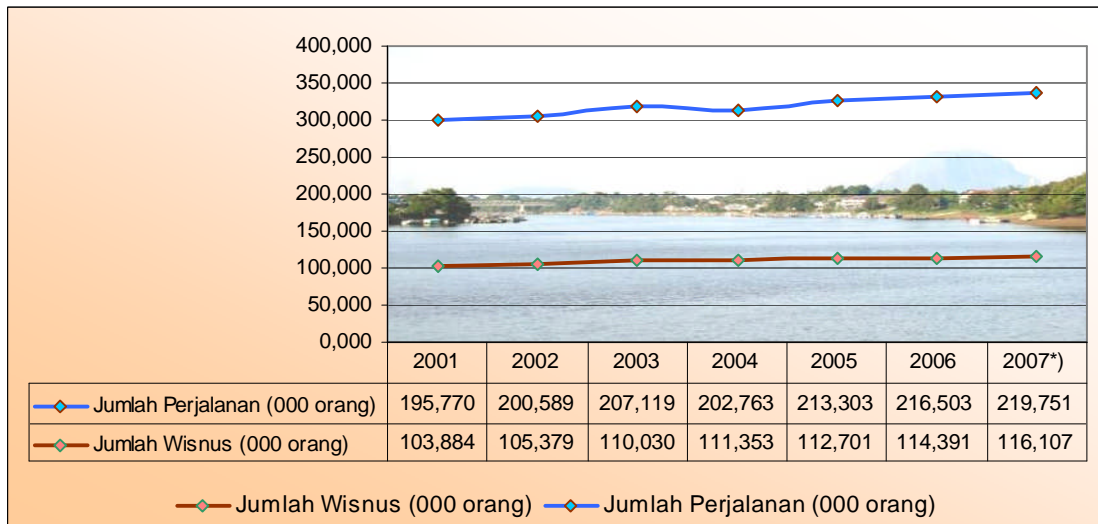 400,000
350,000
300,000
250,000
200,000
150,000
100,000
50,000
0,000
2001 2002 2003 2004 2005 2006 2007*)
Jumlah Perjalanan (000 orang) 195,770 200,589 207,119 202,763 213,303 216,503 219,751
Jumlah Wisnus (000 orang) 103,884 105,379 110,030 111,353 112,701 114,391 116,107
Jumlah Wisnus (000 orang) Jumlah Perjalanan (000 orang)